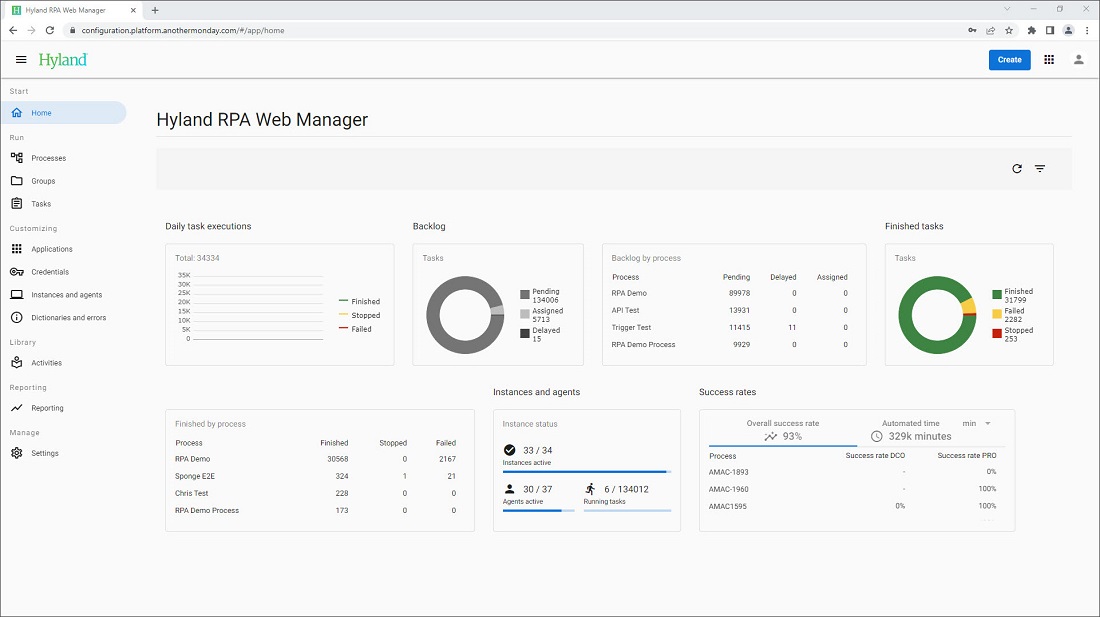 Hyland RPA Web Manager
configuration.platform.anothermonday.com/#/app/home
Hyland
Create
Start
Home
Run
Processes
Groups
Tasks
Customizing
Applications
Credentials
Instances and agents
Dictionaries and errors
Library
Activities
Reporting
Reporting
Manage
Settings
Hyland RPA Web Manager
Daily task executions
Total: 34334
35K
30K
25K
20K
15K
10K
5K
0
Finished
Stopped
Failed
Backlog
Tasks
Pending
134006
Assigned
5713
Delayed
15
Backlog by process
Process Pending Delayed Assigned
RPA Demo 89978 0 0
API Test 13931 0 0
Trigger Test 11415 11 0
RPA Demo Process 9929 0 0
Finished tasks
Tasks
Finished
31799
Failed
2282
Stopped
253
Finished by process
Process Finished Stopped Failed
RPA Demo 30568 0 2167
Sponge E2E 324 1 21
Chris Test 228 0 0
RPA Demo Process 173 0 0
Instances and agents
Instance status
33 / 34
Instances active
30 / 37
Agents active
6 / 134012
Running tasks
Success rates
Overall success rate
93%
Automated time min
329k minutes
Process Success rate DCO Success rate PRO
AMAC-1893 - 0%
AMAC-1960 - 100%
AMAC1595 0% 100%